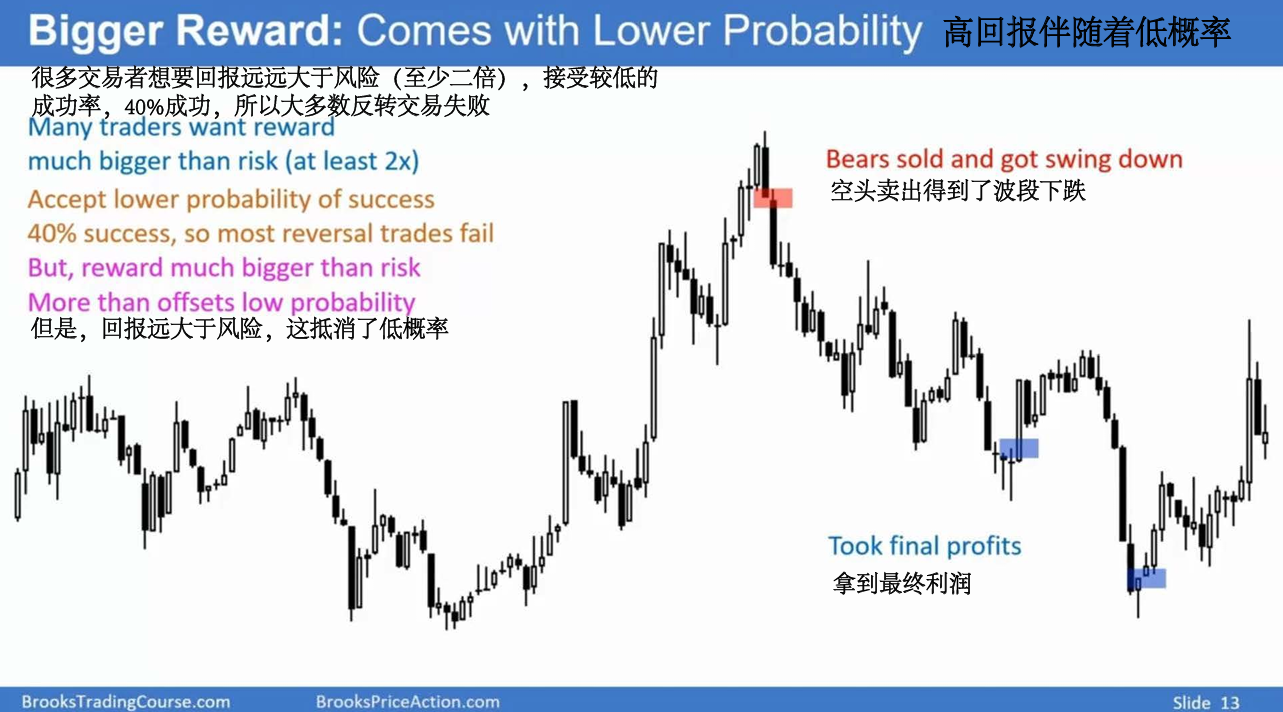 Bigger Reward: Comes with Lower Probability 高回报伴随着低概率
很多交易者想要回报远远大于风险（至少二倍），接受较低的
成功率，40%成功，所以大多数反转交易失败
Many traders want reward
much bigger than risk (at least 2x)
Accept lower probability of success
40% success, so most reversal trades fail
But, reward much bigger than risk
More than offsets low probability
但是，回报远大于风险，这抵消了低概率
Bears sold and got swing down
空头卖出得到了波段下跌
Took final profits
拿到最终利润
BrooksTradingCourse.com
BrooksPriceAction.com
Slide 13